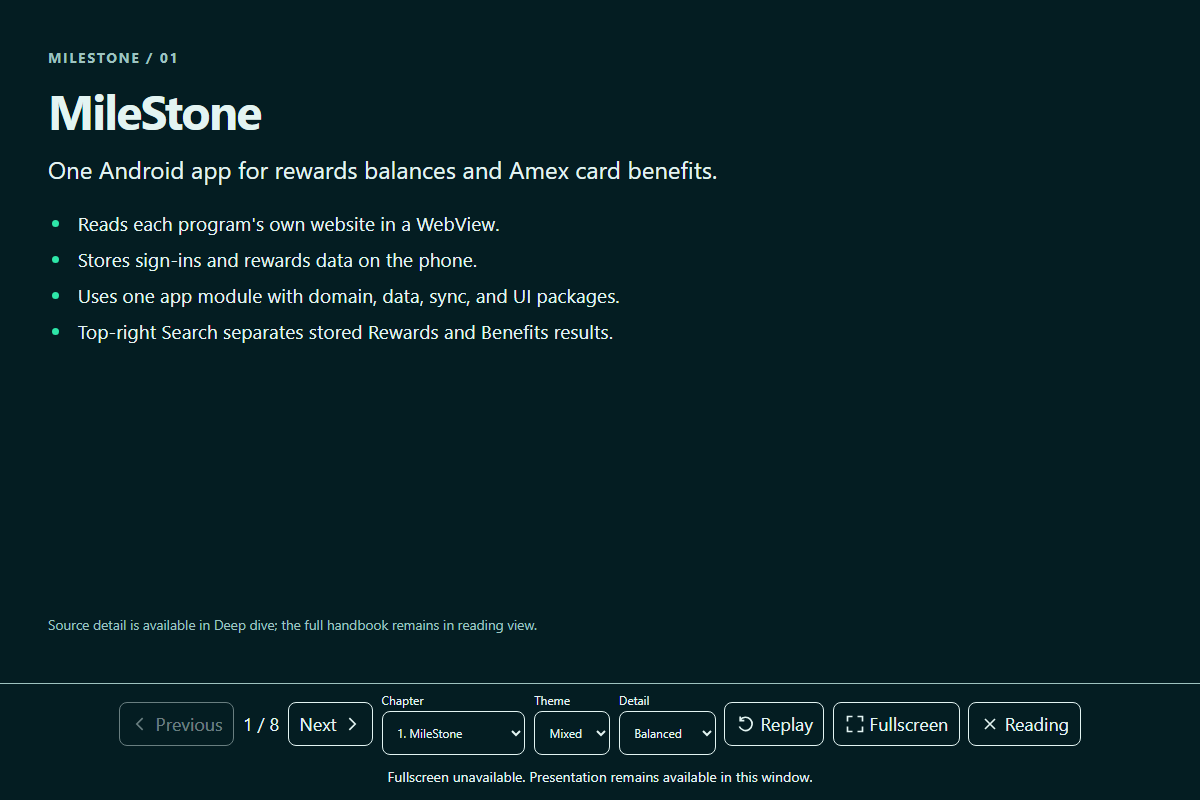 MILESTONE / 01
MileStone
One Android app for rewards balances and Amex card benefits.
Reads each program's own website in a WebView.
Stores sign-ins and rewards data on the phone.
Uses one app module with domain, data, sync, and UI packages.
Top-right Search separates stored Rewards and Benefits results.
Source detail is available in Deep dive; the full handbook remains in reading view.
Chapter Theme Detail
Previous 1 / 8 Next 1. MileStone Mixed Balanced Replay Fullscreen Reading
Fullscreen unavailable. Presentation remains available in this window.